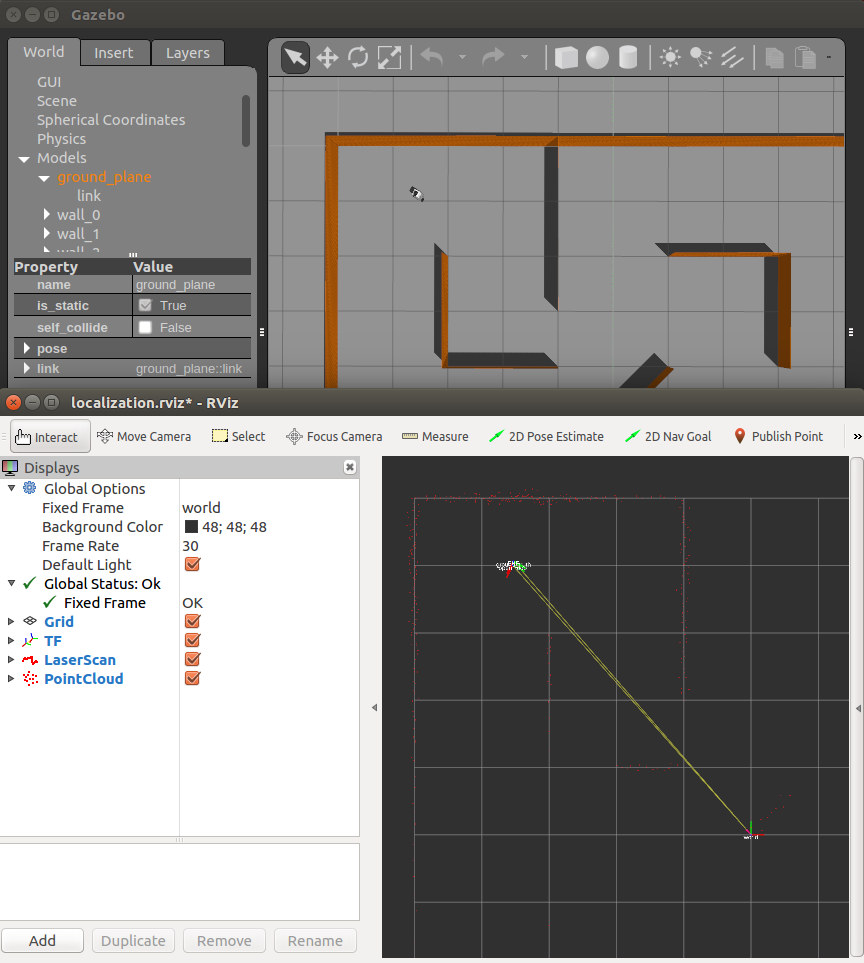 Gazebo
World Insert Layers
GUI
Scene
Spherical Coordinates
Physics
Models
ground_plane
link
wall_0
wall_1
Property Value
name ground_plane
is_static True
self_collide False
pose
link ground_plane::link
localization.rviz* - RViz
Interact Move Camera Select Focus Camera Measure 2D Pose Estimate 2D Nav Goal Publish Point »
Displays
Global Options
Fixed Frame world
Background Color 48; 48; 48
Frame Rate 30
Default Light
Global Status: Ok
Fixed Frame OK
Grid
TF
LaserScan
PointCloud
world
Add Duplicate Remove Rename